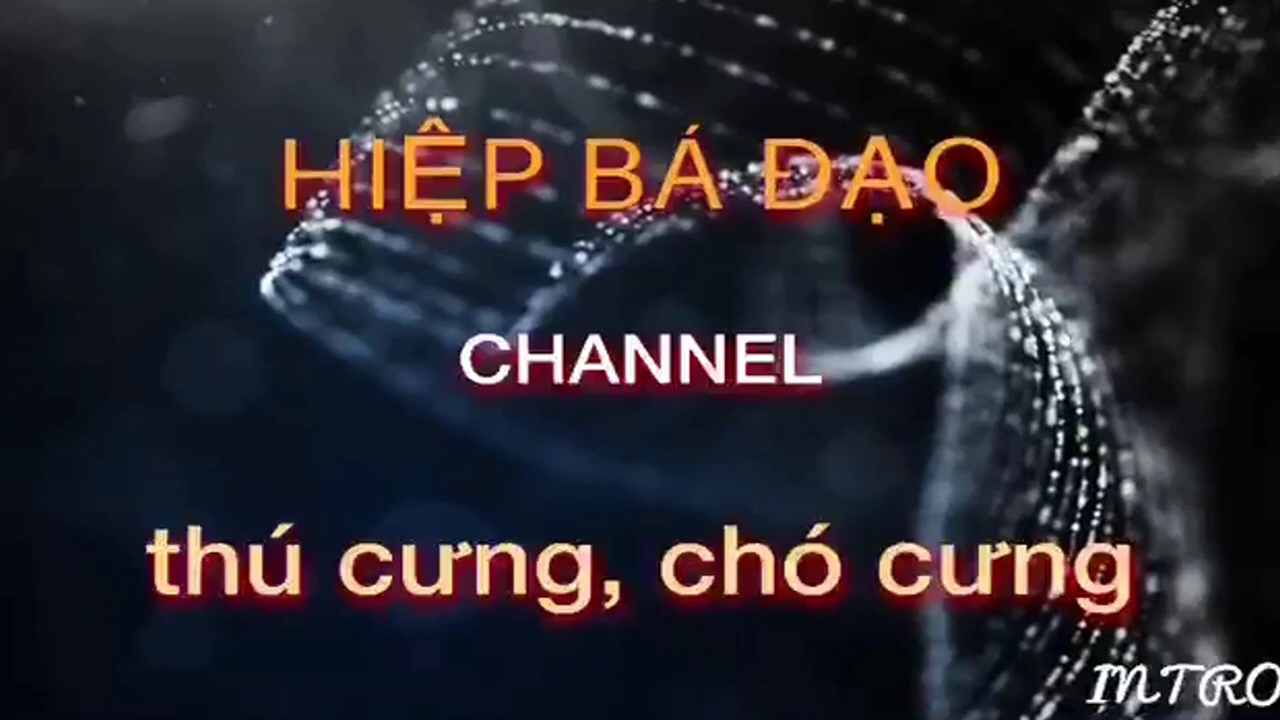 HIỆP BÁ ĐẠO
CHANNEL
thú cưng, chó cưng
INTRO